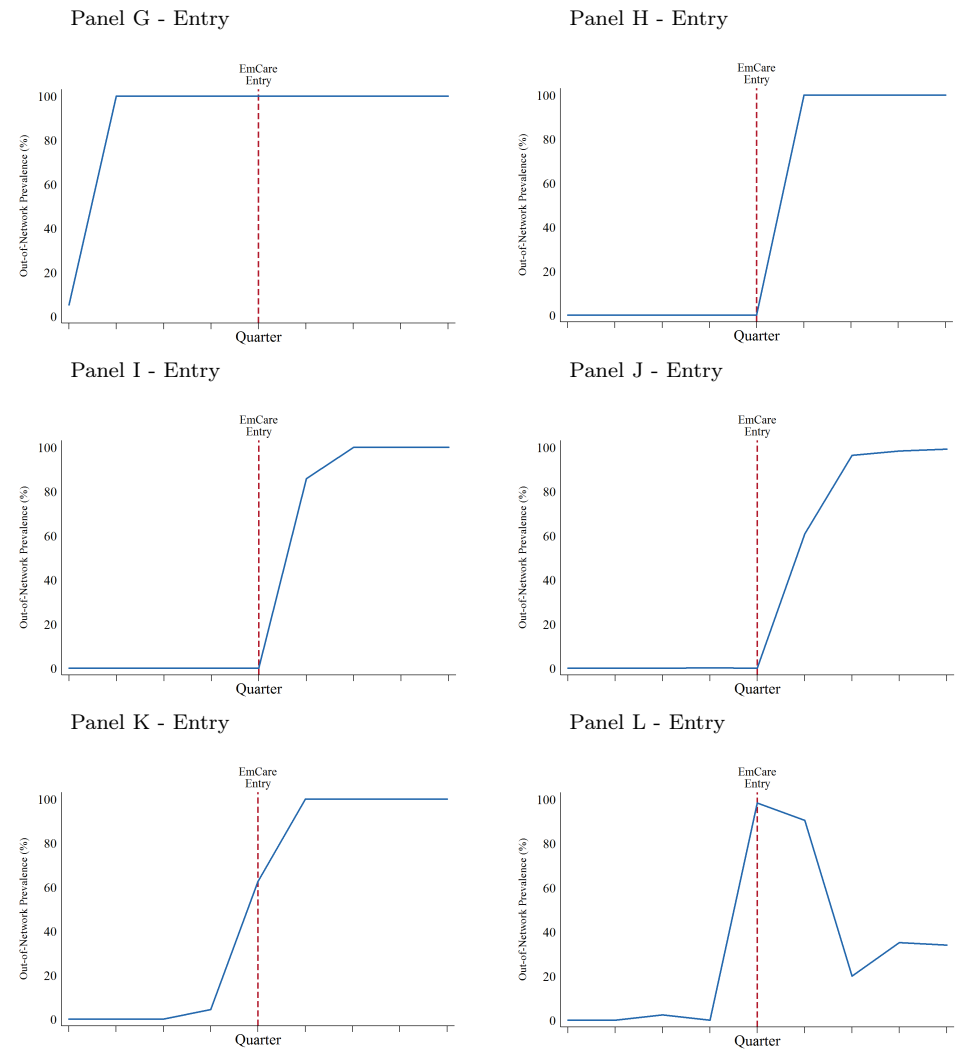 Panel G - Entry
EmCare
Entry
100
80
60
40
20
0
Out-of-Network Prevalence (%)
Quarter
Panel H - Entry
EmCare
Entry
100
80
60
40
20
0
Out-of-Network Prevalence (%)
Quarter
Panel I - Entry
EmCare
Entry
100
80
60
40
20
0
Out-of-Network Prevalence (%)
Quarter
Panel J - Entry
EmCare
Entry
100
80
60
40
20
0
Out-of-Network Prevalence (%)
Quarter
Panel K - Entry
EmCare
Entry
100
80
60
40
20
0
Out-of-Network Prevalence (%)
Quarter
Panel L - Entry
EmCare
Entry
100
80
60
40
20
0
Out-of-Network Prevalence (%)
Quarter